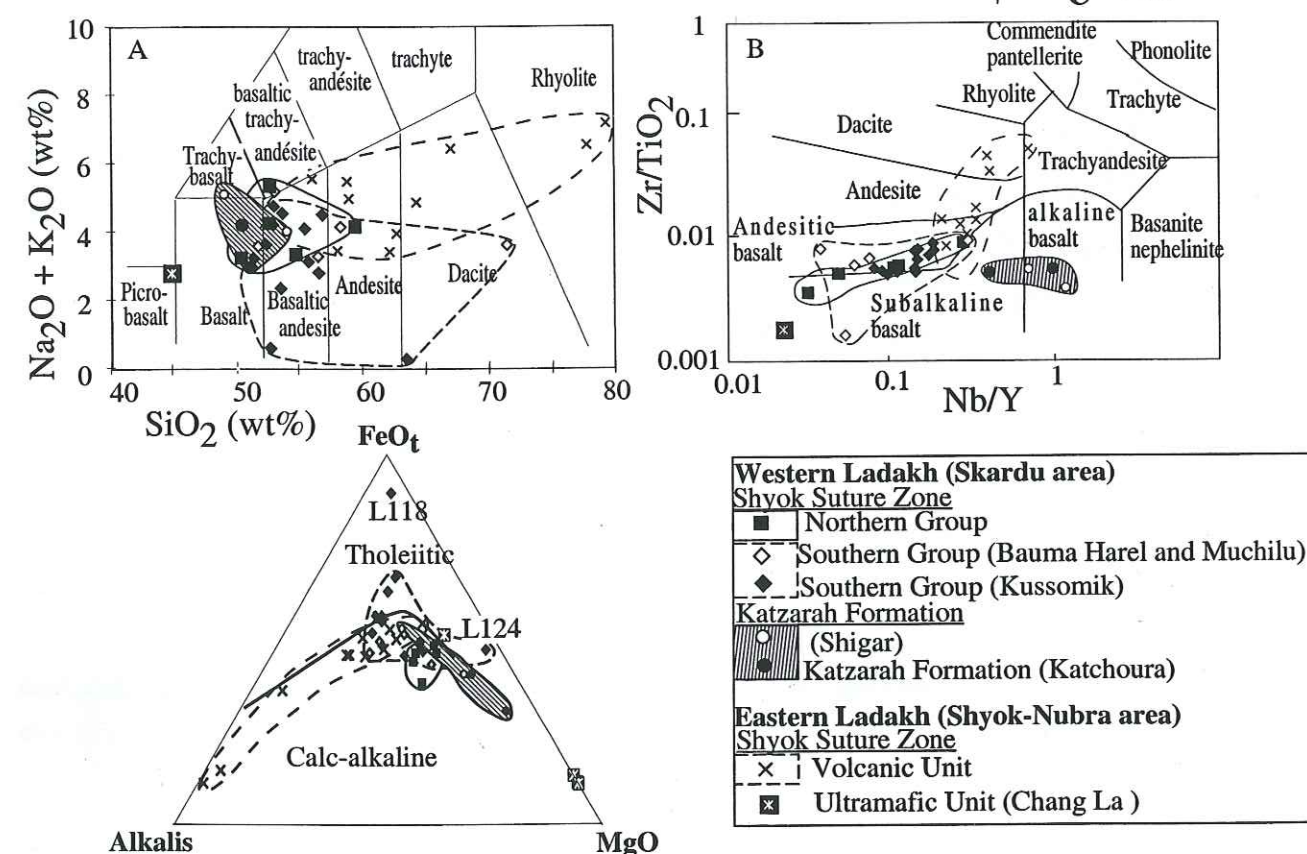 A
10
8
6
4
2
0
Na2O + K2O (wt%)
trachy-
andésite
trachyte
Rhyolite
basaltic
trachy-
andésite
Trachy-
basalt
Picro-
basalt
Basalt
Basaltic
andesite
Andesite
Dacite
40
50
60
70
80
SiO2 (wt%)
B
1
0.1
0.01
0.001
Zr/TiO2
Commendite
pantellerite
Phonolite
Rhyolite
Trachyte
Dacite
Trachyandesite
Andesite
Andesitic
basalt
alkaline
basalt
Basanite
nephelinite
Subalkaline
basalt
0.01
0.1
1
Nb/Y
FeOt
L118
Tholeiitic
L124
Calc-alkaline
Alkalis
MgO
Western Ladakh (Skardu area)
Shyok Suture Zone
Northern Group
Southern Group (Bauma Harel and Muchilu)
Southern Group (Kussomik)
Katzarah Formation
(Shigar)
Katzarah Formation (Katchoura)
Eastern Ladakh (Shyok-Nubra area)
Shyok Suture Zone
Volcanic Unit
Ultramafic Unit (Chang La )